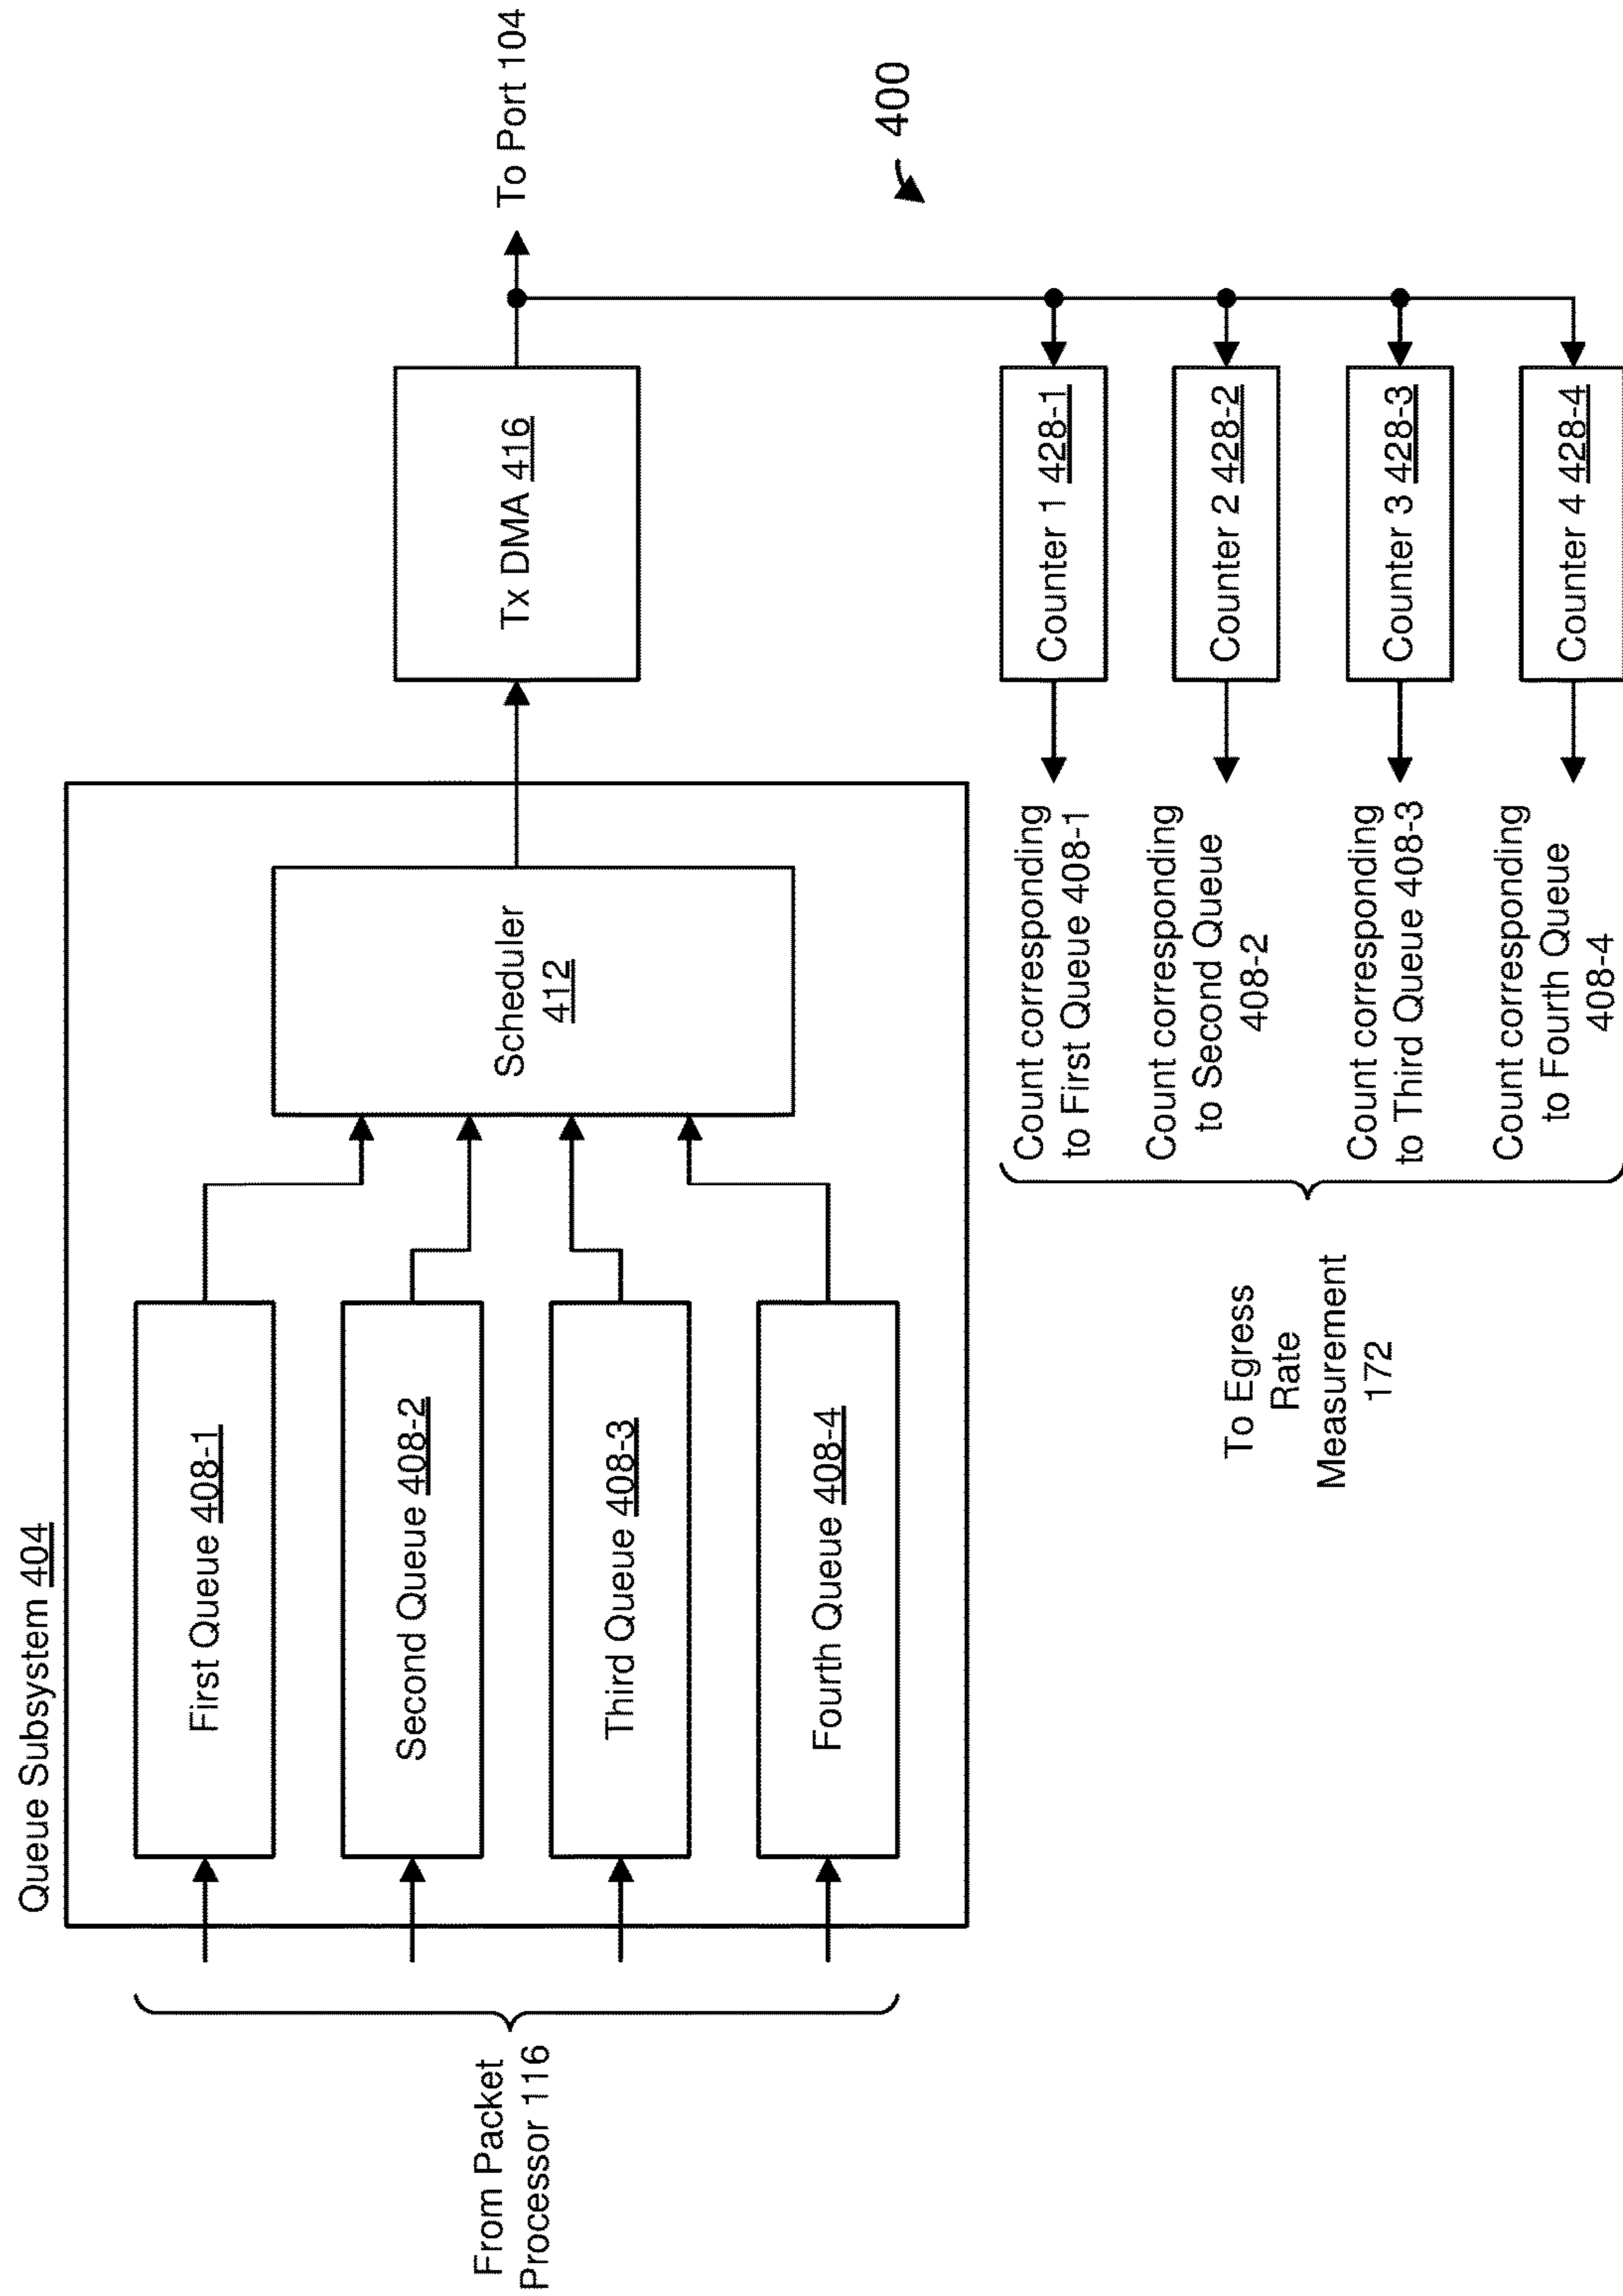 Queue Subsystem 404
From Packet
Processor 116
First Queue 408-1
Second Queue 408-2
Third Queue 408-3
Fourth Queue 408-4
Scheduler
412
Tx DMA 416
To Port 104
400
Counter 1 428-1
Counter 2 428-2
Counter 3 428-3
Counter 4 428-4
Count corresponding
to First Queue 408-1
Count corresponding
to Second Queue
408-2
Count corresponding
to Third Queue 408-3
Count corresponding
to Fourth Queue
408-4
To Egress
Rate
Measurement
172